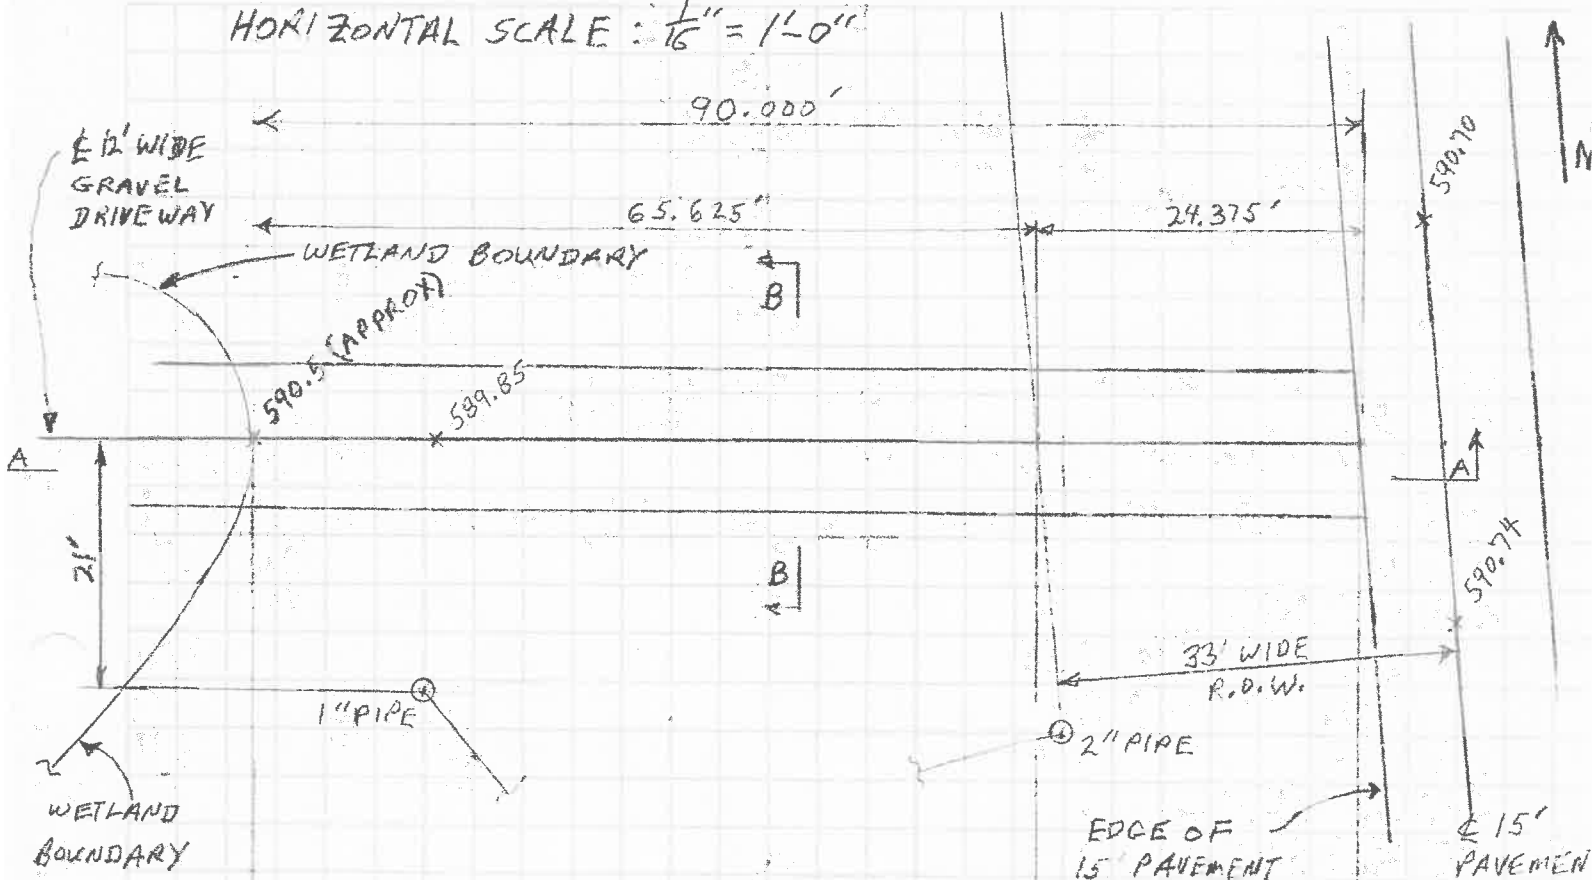 HORIZONTAL SCALE : 1/16" = 1'-0"
90.000'
℄ 12' WIDE
GRAVEL
DRIVEWAY
590.70
N
65.625'
24.375'
WETLAND BOUNDARY
B
590.5 (APPROX)
589.85
A
A
21'
B
590.74
33' WIDE
R.O.W.
1" PIPE
2" PIPE
WETLAND
BOUNDARY
EDGE OF
15' PAVEMENT
℄ 15'
PAVEMEN